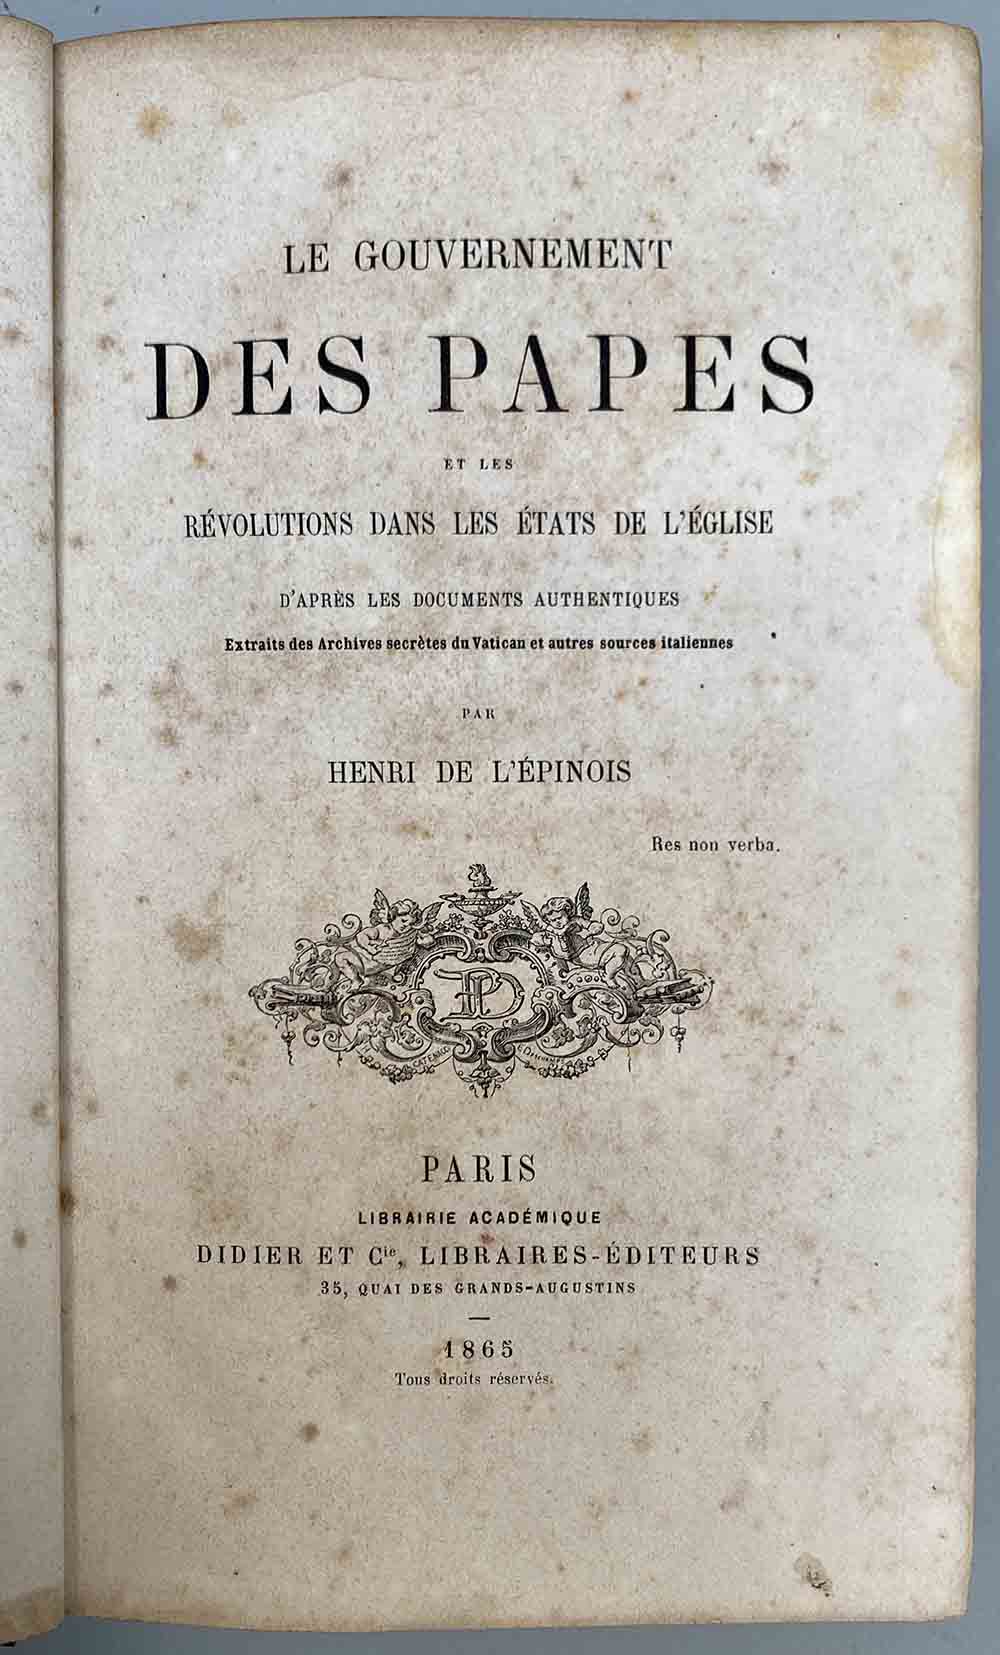 LE GOUVERNEMENT
DES PAPES
ET LES
RÉVOLUTIONS DANS LES ÉTATS DE L'ÉGLISE
D'APRÈS LES DOCUMENTS AUTHENTIQUES
Extraits des Archives secrètes du Vatican et autres sources italiennes
PAR
HENRI DE L'ÉPINOIS
Res non verba.
PARIS
LIBRAIRIE ACADÉMIQUE
DIDIER ET Cie, LIBRAIRES-ÉDITEURS
35, QUAI DES GRANDS-AUGUSTINS
1865
Tous droits réservés.